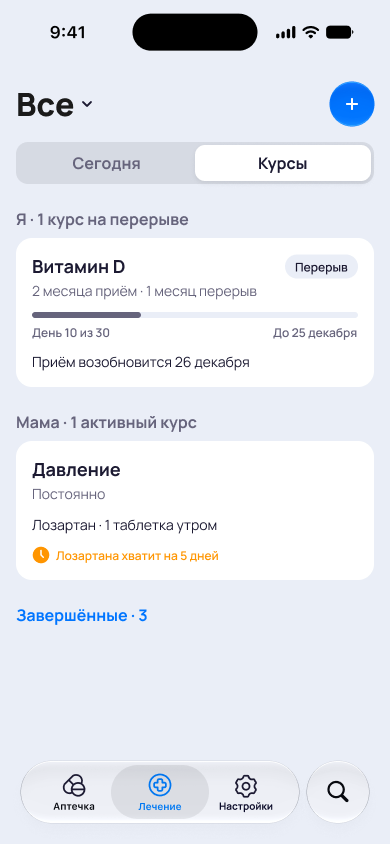 9:41
Все
Сегодня
Курсы
Я · 1 курс на перерыве
Витамин D
Перерыв
2 месяца приём · 1 месяц перерыв
День 10 из 30
До 25 декабря
Приём возобновится 26 декабря
Мама · 1 активный курс
Давление
Постоянно
Лозартан · 1 таблетка утром
Лозартана хватит на 5 дней
Завершённые · 3
Аптечка
Лечение
Настройки